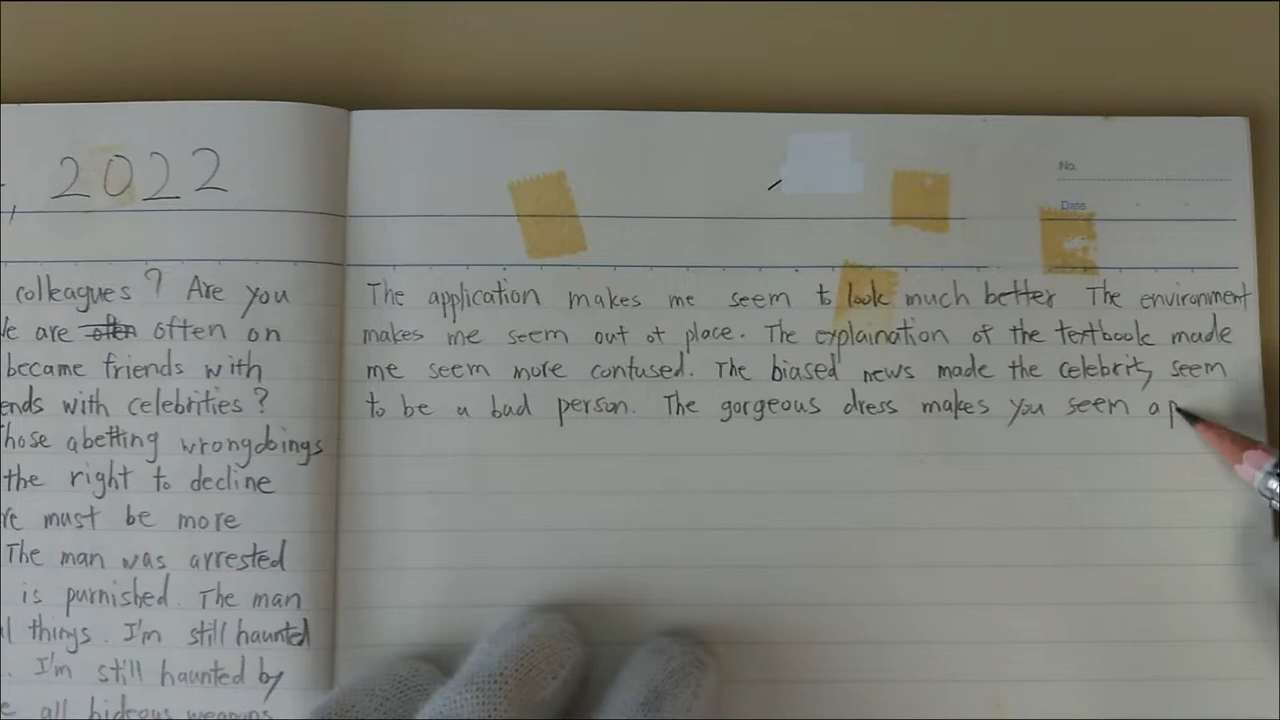 2022
No.
Date
colleagues? Are you
are often often on
became friends with
ends with celebrities?
those abetting wrongdoings
the right to decline
must be more
The man was arrested
is purnished. The man
things. I'm still haunted
I'm still haunted by
all hideous weapons
The application makes me seem to look much better The environment
makes me seem out of place. The explaination of the textbook made
me seem more confused. The biased news made the celebrity seem
to be a bad person. The gorgeous dress makes you seem a p